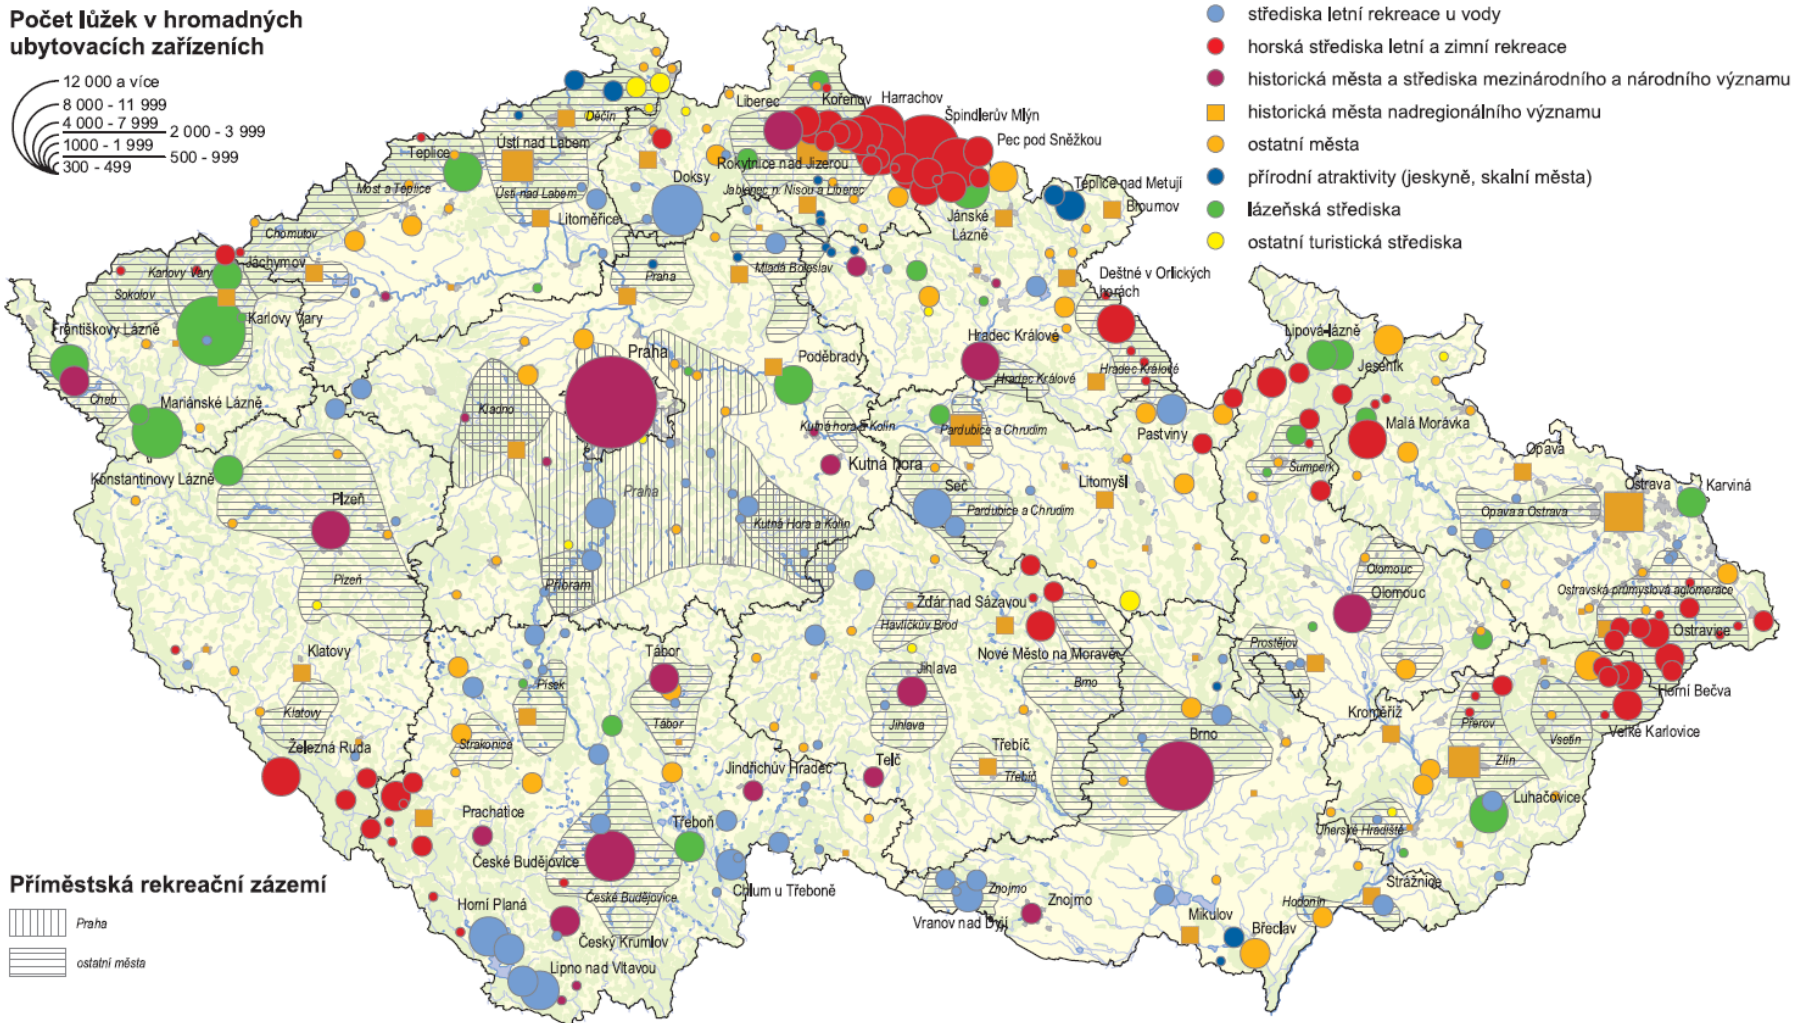 Počet lůžek v hromadných
ubytovacích zařízeních
12 000 a více
8 000 - 11 999
4 000 - 7 999
2 000 - 3 999
1000 - 1 999
500 - 999
300 - 499
střediska letní rekreace u vody
horská střediska letní a zimní rekreace
historická města a střediska mezinárodního a národního významu
historická města nadregionálního významu
ostatní města
přírodní atraktivity (jeskyně, skalní města)
lázeňská střediska
ostatní turistická střediska
Liberec
Kořenov
Harrachov
Špindlerův Mlýn
Pec pod Sněžkou
Děčín
Ústí nad Labem
Teplice
Rokytnice nad Jizerou
Most a Teplice
Ústí nad Labem
Doksy
Jablonec n. Nisou a Liberec
Teplice nad Metují
Broumov
Litoměřice
Jánské
Lázně
Chomutov
Karlovy Vary
Jáchymov
Praha
Mladá Boleslav
Deštné v Orlických
horách
Sokolov
Františkovy Lázně
Karlovy Vary
Praha
Poděbrady
Hradec Králové
Lipová-lázně
Jeseník
Hradec Králové
Hradec Králové
Cheb
Mariánské Lázně
Kladno
Kutná hora a Kolín
Pardubice a Chrudim
Pastviny
Malá Morávka
Konstantinovy Lázně
Kutná hora
Šumperk
Opava
Plzeň
Praha
Seč
Litomyšl
Ostrava
Karviná
Kutná Hora a Kolín
Pardubice a Chrudim
Opava a Ostrava
Plzeň
Příbram
Olomouc
Olomouc
Ostravská průmyslová aglomerace
Žďár nad Sázavou
Havlíčkův Brod
Ostravice
Klatovy
Tábor
Nové Město na Moravě
Prostějov
Jihlava
Brno
Písek
Horní Bečva
Klatovy
Tábor
Jihlava
Kroměříž
Přerov
Vsetín
Velké Karlovice
Železná Ruda
Strakonice
Brno
Třebíč
Zlín
Telč
Třebíč
Jindřichův Hradec
Luhačovice
Prachatice
Třeboň
Uherské Hradiště
České Budějovice
Chlum u Třeboně
Příměstská rekreační zázemí
České Budějovice
Znojmo
Strážnice
Horní Planá
Hodonín
Praha
Vranov nad Dyjí
Znojmo
Mikulov
Břeclav
Český Krumlov
ostatní města
Lipno nad Vltavou